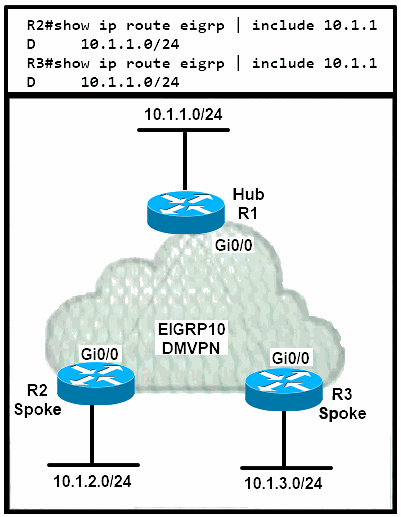 R2#show ip route eigrp | include 10.1.1
D 10.1.1.0/24
R3#show ip route eigrp | include 10.1.1
D 10.1.1.0/24
10.1.1.0/24
Hub
R1
Gi0/0
EIGRP10
DMVPN
Gi0/0
Gi0/0
R2
Spoke
R3
Spoke
10.1.2.0/24
10.1.3.0/24